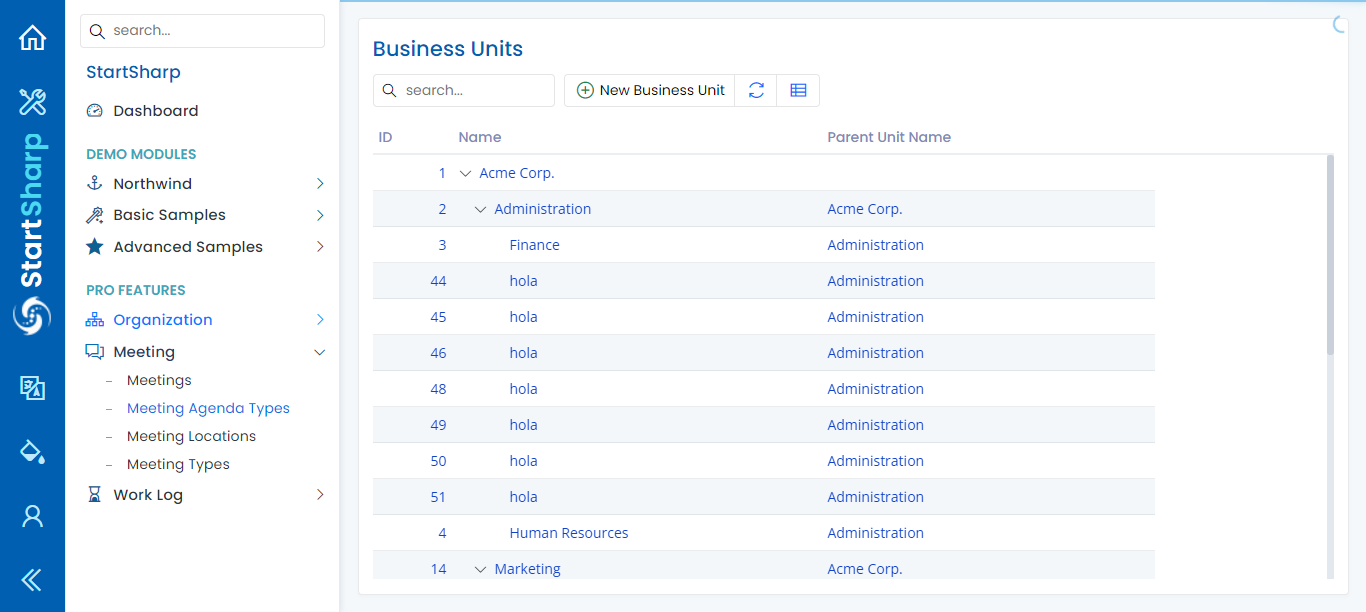 StartSharp
search...
StartSharp
Dashboard
DEMO MODULES
Northwind
Basic Samples
Advanced Samples
PRO FEATURES
Organization
Meeting
– Meetings
– Meeting Agenda Types
– Meeting Locations
– Meeting Types
Work Log
Business Units
search...
New Business Unit
ID Name Parent Unit Name
1 Acme Corp.
2 Administration Acme Corp.
3 Finance Administration
44 hola Administration
45 hola Administration
46 hola Administration
48 hola Administration
49 hola Administration
50 hola Administration
51 hola Administration
4 Human Resources Administration
14 Marketing Acme Corp.